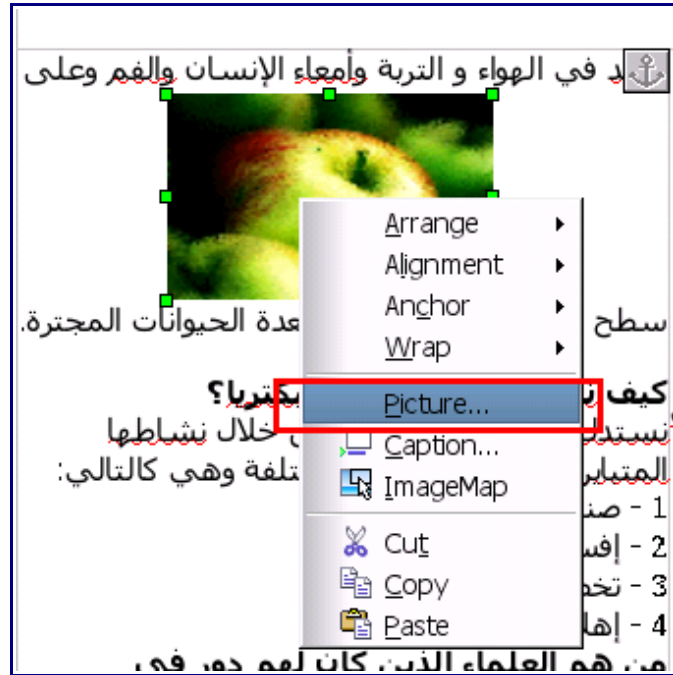 في الهواء و التربة وأمعاء الإنسان والفم وعلى
سطح
عدة الحيوانات المجترة.
كيف
بكتريا؟
خلال نشاطها
تلفة وهي كالتالي:
1 -
2 -
3 -
4 -
من هم العلماء الذين كان لهم دور في
Arrange
Alignment
Anchor
Wrap
Picture...
Caption...
ImageMap
Cut
Copy
Paste